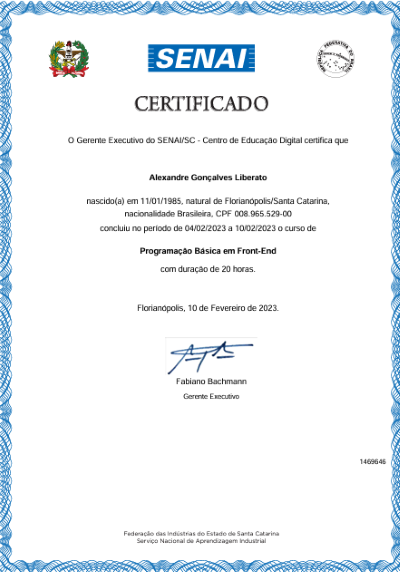 SENAI
CERTIFICADO
O Gerente Executivo do SENAI/SC - Centro de Educação Digital certifica que
Alexandre Gonçalves Liberato
nascido(a) em 11/01/1985, natural de Florianópolis/Santa Catarina,
nacionalidade Brasileira, CPF 008.965.529-00
concluiu no período de 04/02/2023 a 10/02/2023 o curso de
Programação Básica em Front-End
com duração de 20 horas.
Florianópolis, 10 de Fevereiro de 2023.
Fabiano Bachmann
Gerente Executivo
1469646
Federação das Indústrias do Estado de Santa Catarina
Serviço Nacional de Aprendizagem Industrial